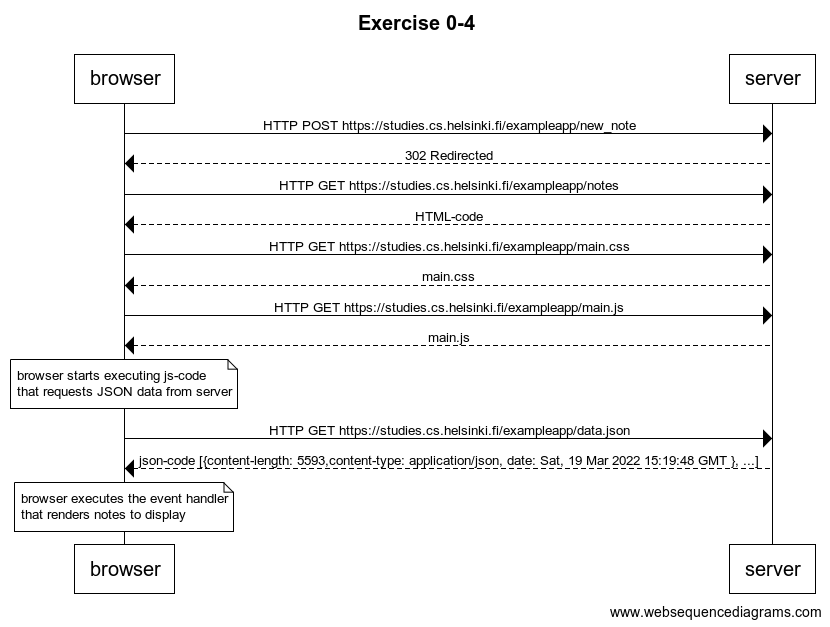 Exercise 0-4
browser
server
HTTP POST https://studies.cs.helsinki.fi/exampleapp/new_note
302 Redirected
HTTP GET https://studies.cs.helsinki.fi/exampleapp/notes
HTML-code
HTTP GET https://studies.cs.helsinki.fi/exampleapp/main.css
main.css
HTTP GET https://studies.cs.helsinki.fi/exampleapp/main.js
main.js
browser starts executing js-code
that requests JSON data from server
HTTP GET https://studies.cs.helsinki.fi/exampleapp/data.json
json-code [{content-length: 5593,content-type: application/json, date: Sat, 19 Mar 2022 15:19:48 GMT }, ...]
browser executes the event handler
that renders notes to display
browser
server
www.websequencediagrams.com